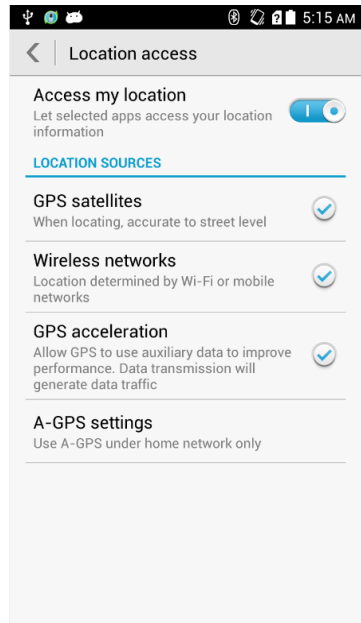 5:15 AM
Location access
Access my location
Let selected apps access your location
information
LOCATION SOURCES
GPS satellites
When locating, accurate to street level
Wireless networks
Location determined by Wi-Fi or mobile
networks
GPS acceleration
Allow GPS to use auxiliary data to improve
performance. Data transmission will
generate data traffic
A-GPS settings
Use A-GPS under home network only